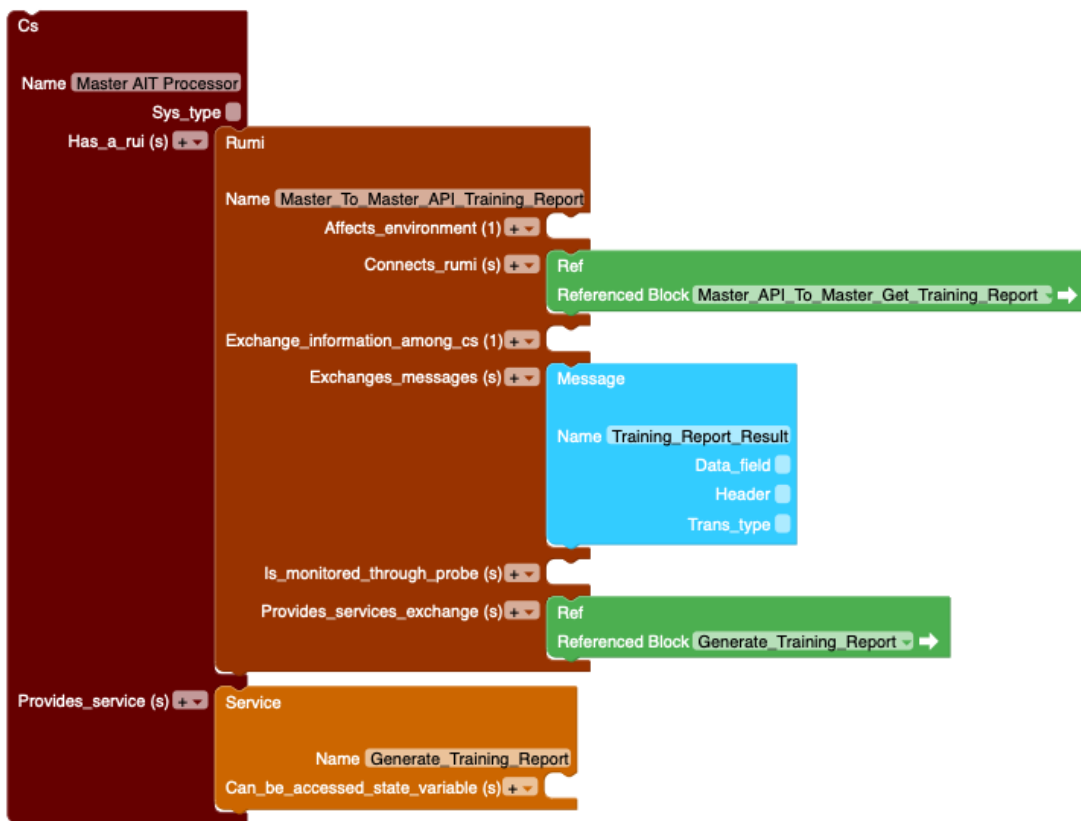 Cs
Name Master AIT Processor
Sys_type
Has_a_rui (s) +
Rumi
Name Master_To_Master_API_Training_Report
Affects_environment (1) +
Connects_rumi (s) +
Ref
Referenced Block Master_API_To_Master_Get_Training_Report
Exchange_information_among_cs (1) +
Exchanges_messages (s) +
Message
Name Training_Report_Result
Data_field
Header
Trans_type
Is_monitored_through_probe (s) +
Provides_services_exchange (s) +
Ref
Referenced Block Generate_Training_Report
Provides_service (s) +
Service
Name Generate_Training_Report
Can_be_accessed_state_variable (s) +